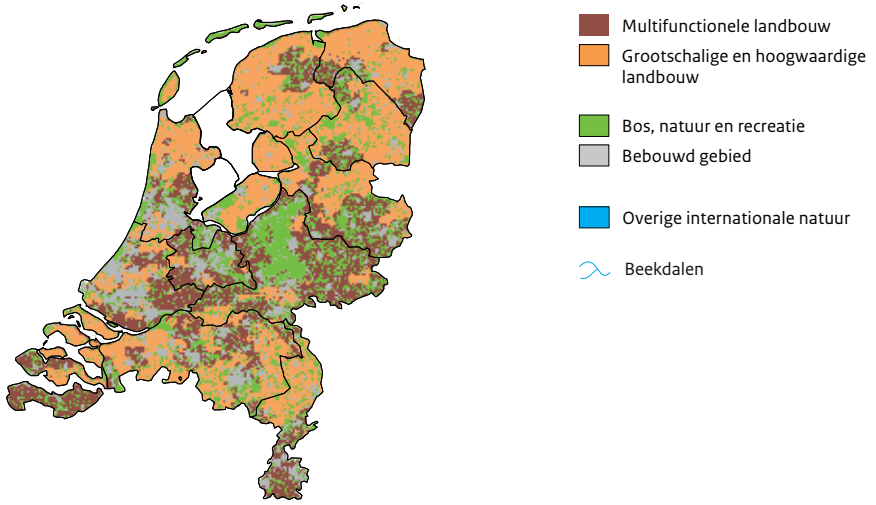 Multifunctionele landbouw
Grootschalige en hoogwaardige
landbouw
Bos, natuur en recreatie
Bebouwd gebied
Overige internationale natuur
Beekdalen